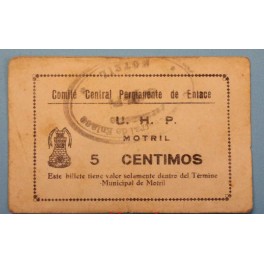 Comité Central Permanente de Enlace
U. H. P.
MOTRIL
5 CENTIMOS
Este billete tiene valor solamente dentro del Término
Municipal de Motril